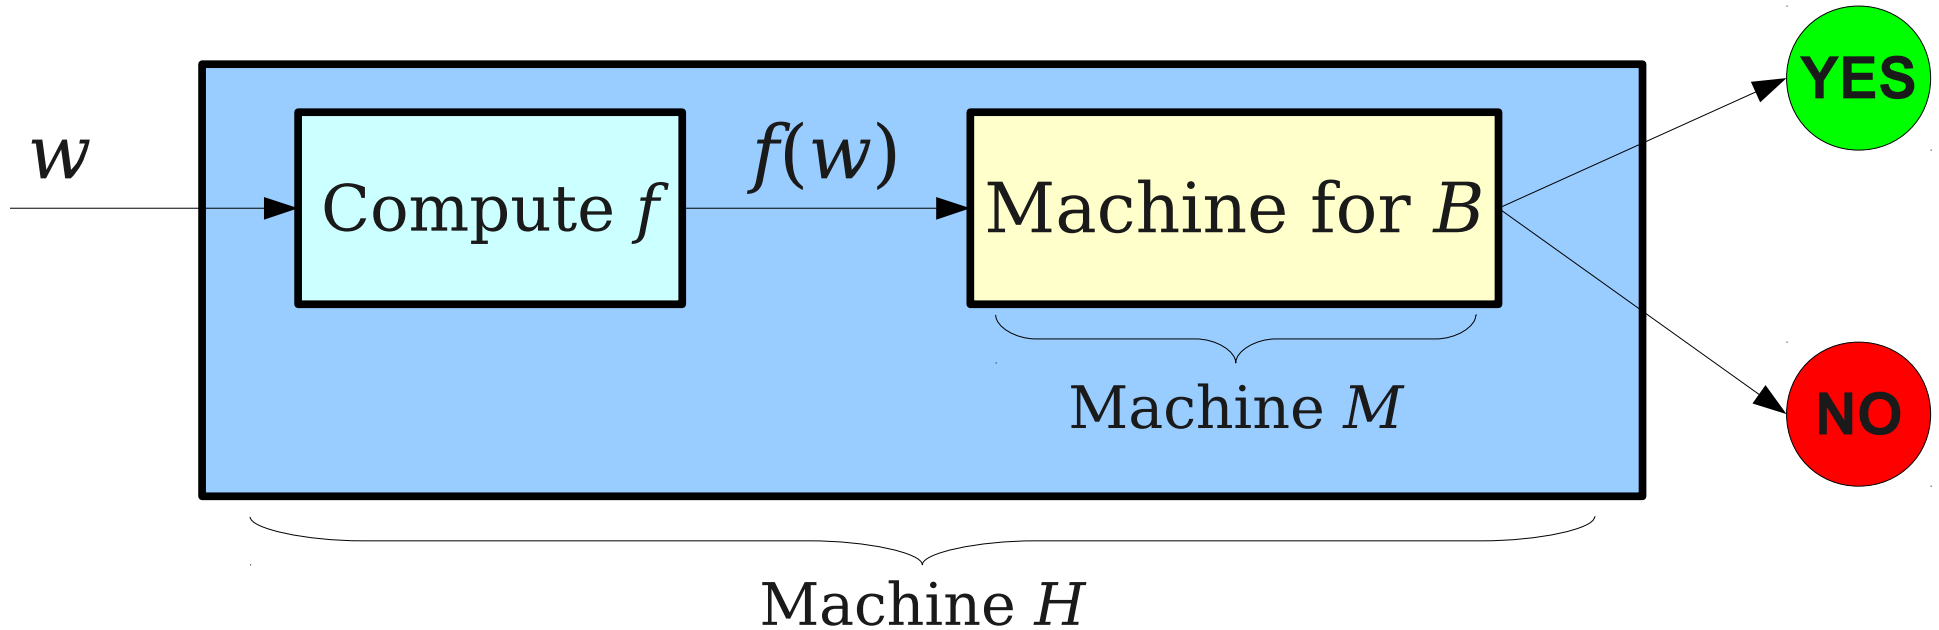 w
Compute f
f(w)
Machine for B
YES
Machine M
NO
Machine H